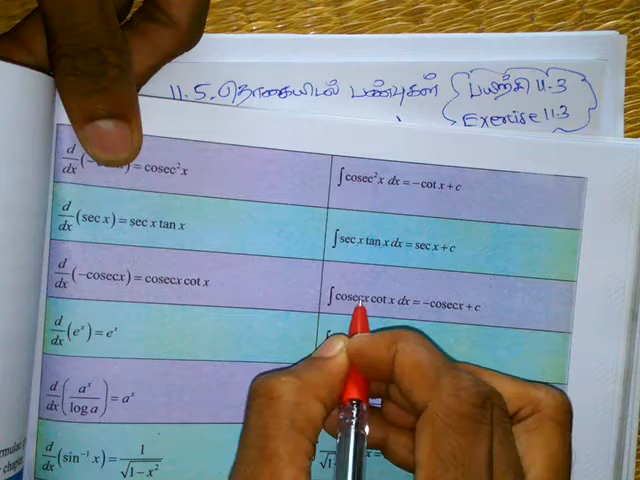 11.5. தொகையிடல் பண்புகள் { பயிற்சி 11.3
Exercise 11.3 }
d/dx(− = cosec²x
∫cosec²x dx = −cot x + c
d/dx(sec x) = sec x tan x
∫sec x tan x dx = sec x + c
d/dx(−cosecx) = cosecx cot x
∫cosecx cot x dx = −cosecx + c
d/dx(eˣ) = eˣ
d/dx(aˣ/log a) = aˣ
d/dx(sin⁻¹ x) = 1/√(1−x²)
chapter